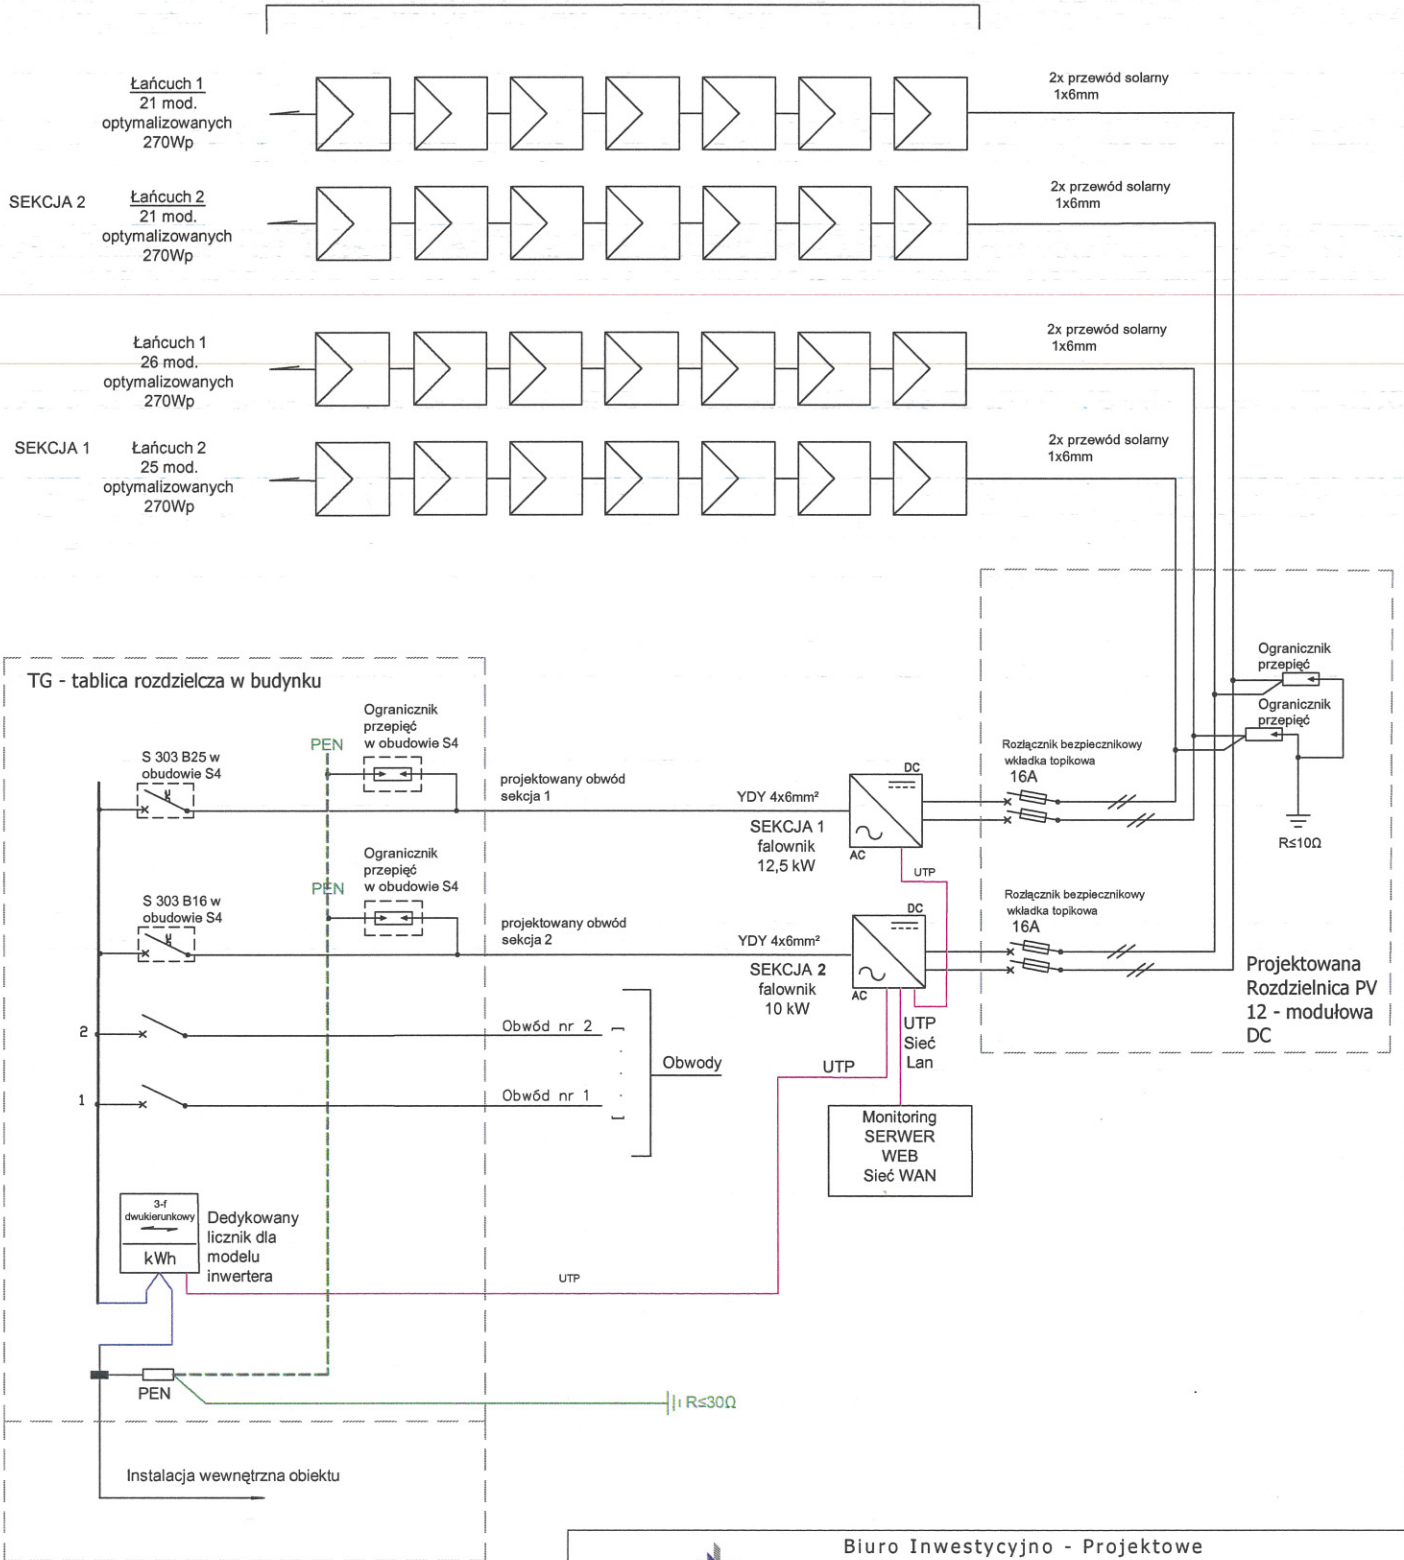 Łańcuch 1
21 mod.
optymalizowanych
270Wp
2x przewód solarny
1x6mm
SEKCJA 2
Łańcuch 2
21 mod.
optymalizowanych
270Wp
2x przewód solarny
1x6mm
Łańcuch 1
26 mod.
optymalizowanych
270Wp
2x przewód solarny
1x6mm
SEKCJA 1
Łańcuch 2
25 mod.
optymalizowanych
270Wp
2x przewód solarny
1x6mm
TG - tablica rozdzielcza w budynku
S 303 B25 w
obudowie S4
PEN
Ogranicznik
przepięć
w obudowie S4
projektowany obwód
sekcja 1
YDY 4x6mm²
SEKCJA 1
falownik
12,5 kW
DC
AC
UTP
Rozłącznik bezpiecznikowy
wkładka topikowa
16A
Ogranicznik
przepięć
Ogranicznik
przepięć
R≤10Ω
S 303 B16 w
obudowie S4
PEN
Ogranicznik
przepięć
w obudowie S4
projektowany obwód
sekcja 2
YDY 4x6mm²
SEKCJA 2
falownik
10 kW
DC
AC
Rozłącznik bezpiecznikowy
wkładka topikowa
16A
Projektowana
Rozdzielnica PV
12 - modułowa
DC
2
Obwód nr 2
1
Obwód nr 1
Obwody
UTP
UTP
Sieć
Lan
Monitoring
SERWER
WEB
Sieć WAN
3-f
dwukierunkowy
kWh
Dedykowany
licznik dla
modelu
inwertera
UTP
PEN
R≤30Ω
Instalacja wewnętrzna obiektu
Biuro Inwestycyjno - Projektowe